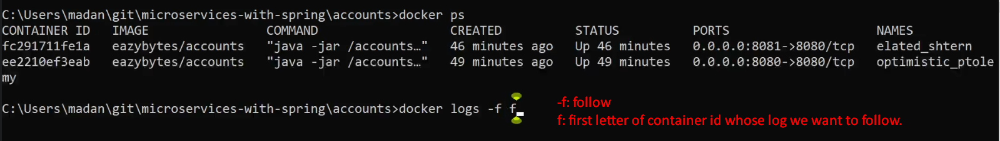 C:\Users\madan\git\microservices-with-spring\accounts>docker ps
CONTAINER ID   IMAGE                COMMAND                  CREATED          STATUS          PORTS                    NAMES
fc291711fe1a   eazybytes/accounts   "java -jar /accounts…"   46 minutes ago   Up 46 minutes   0.0.0.0:8081->8080/tcp   elated_shtern
ee2210ef3eab   eazybytes/accounts   "java -jar /accounts…"   49 minutes ago   Up 49 minutes   0.0.0.0:8080->8080/tcp   optimistic_ptole
my
C:\Users\madan\git\microservices-with-spring\accounts>docker logs -f f
-f: follow
f: first letter of container id whose log we want to follow.